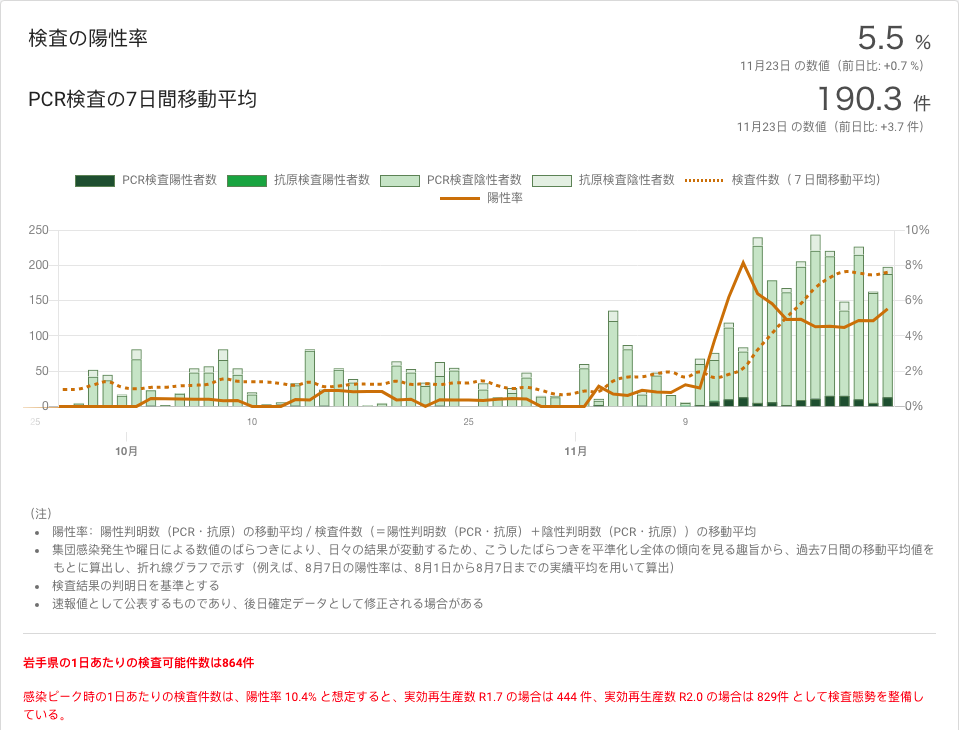 検査の陽性率
5.5 %
11月23日 の数値（前日比: +0.7 %）
PCR検査の7日間移動平均
190.3 件
11月23日 の数値（前日比: +3.7 件）
PCR検査陽性者数 抗原検査陽性者数 PCR検査陰性者数 抗原検査陰性者数 検査件数（７日間移動平均）
陽性率
250 10%
200 8%
150 6%
100 4%
50 2%
0 0%
25 10 25 9
10月 11月
（注）
• 陽性率：陽性判明数（PCR・抗原）の移動平均 / 検査件数（＝陽性判明数（PCR・抗原）＋陰性判明数（PCR・抗原））の移動平均
• 集団感染発生や曜日による数値のばらつきにより、日々の結果が変動するため、こうしたばらつきを平準化し全体の傾向を見る趣旨から、過去7日間の移動平均値を
もとに算出し、折れ線グラフで示す（例えば、8月7日の陽性率は、8月1日から8月7日までの実績平均を用いて算出）
• 検査結果の判明日を基準とする
• 速報値として公表するものであり、後日確定データとして修正される場合がある
岩手県の1日あたりの検査可能件数は864件
感染ピーク時の1日あたりの検査件数は、陽性率 10.4% と想定すると、実効再生産数 R1.7 の場合は 444 件、実効再生産数 R2.0 の場合は 829件 として検査態勢を整備し
ている。